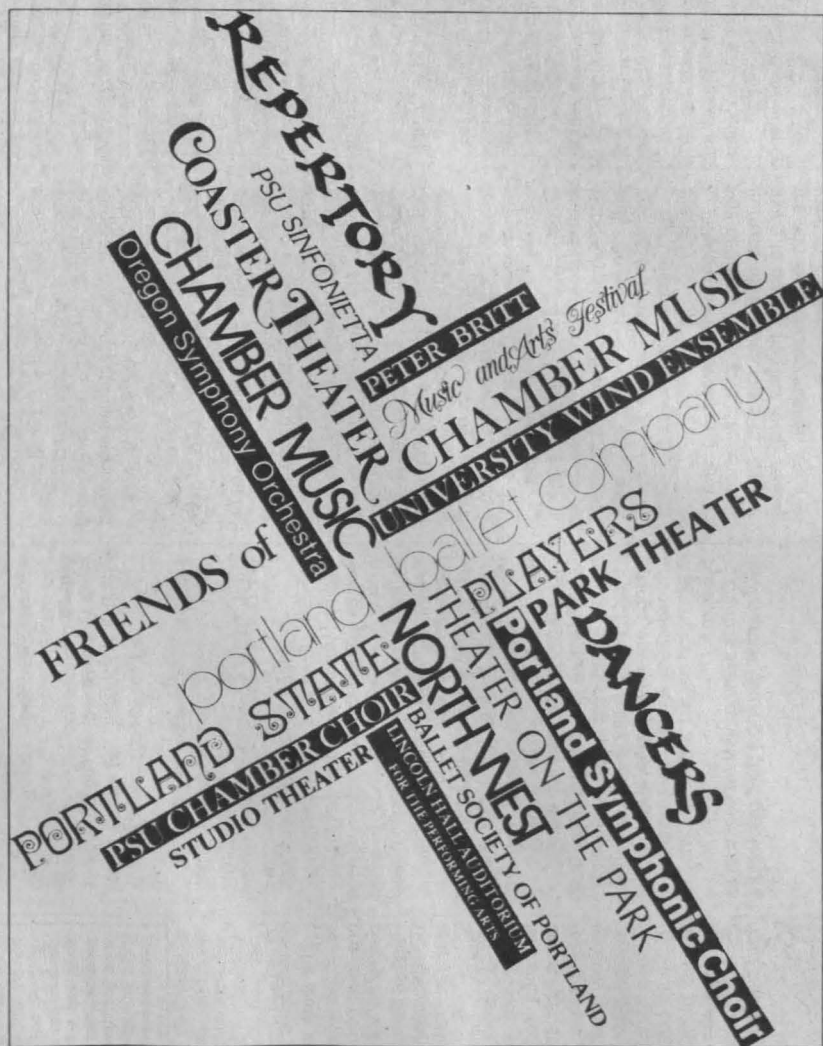 REPERTORY
COASTER THEATER
PSU SINFONIETTA
CHAMBER MUSIC
Oregon Symphony Orchestra
PETER BRITT
Music and Arts Festival
CHAMBER MUSIC
UNIVERSITY WIND ENSEMBLE
FRIENDS of
portland ballet company
PORTLAND STATE PLAYERS
PSU CHAMBER CHOIR
STUDIO THEATER
PARK THEATER
DANCERS
Portland Symphonic Choir
THEATER ON THE PARK
NORTHWEST
BALLET SOCIETY OF PORTLAND
LINCOLN HALL AUDITORIUM
FOR THE PERFORMING ARTS